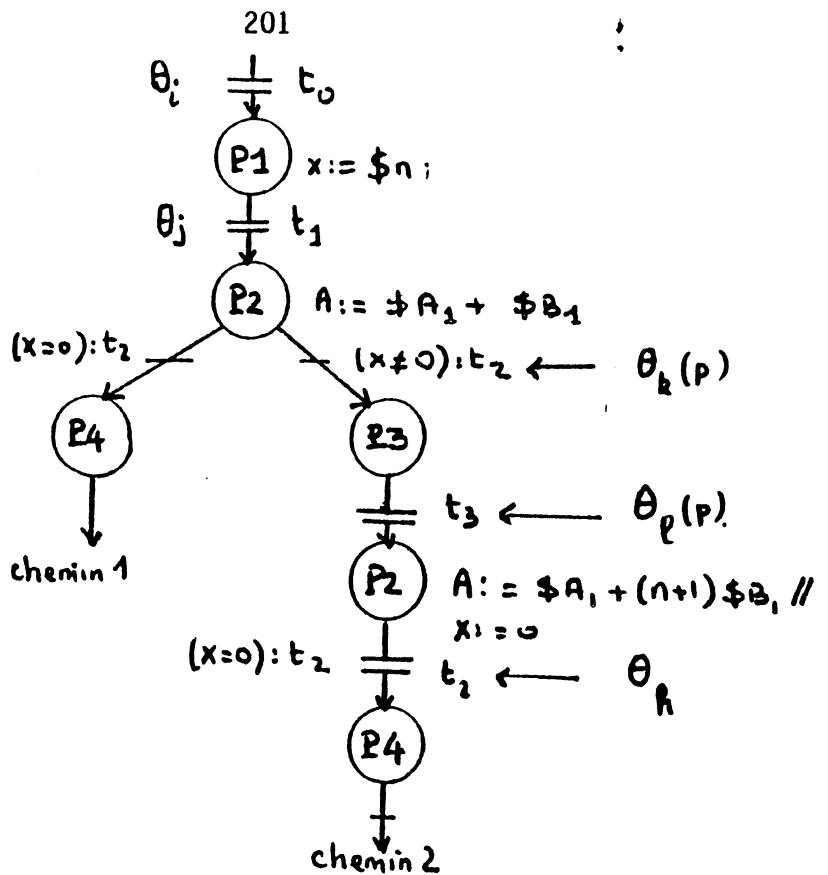 201
θi t0
P1 x:= $n;
θj t1
P2 A:= $A1 + $B1
(x=0):t2 (x≠0):t2 ← θk(p)
P4 P3
t3 ← θl(p).
chemin 1 P2 A:= $A1 + (n+1) $B1 //
x:=0
(x=0):t2 t2 ← θh
P4
chemin 2